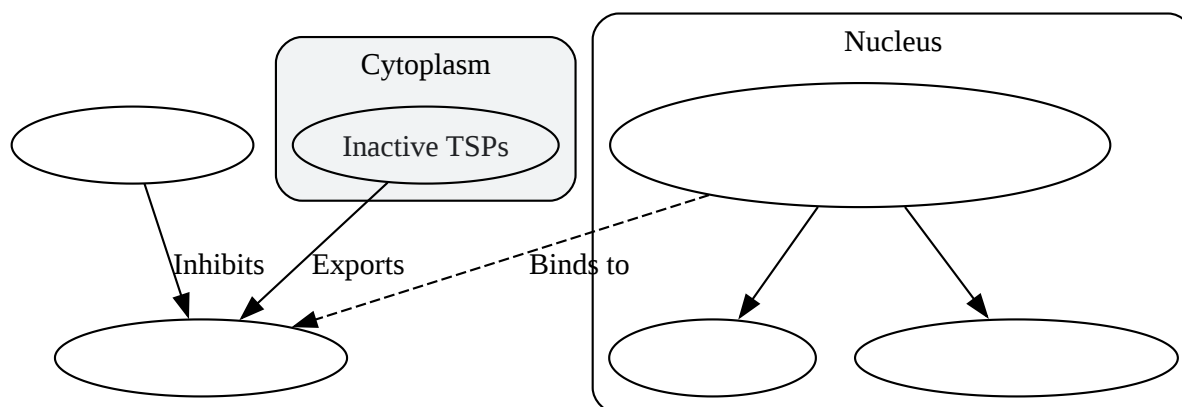 Nucleus
Cytoplasm
Inactive TSPs
Inhibits
Exports
Binds to